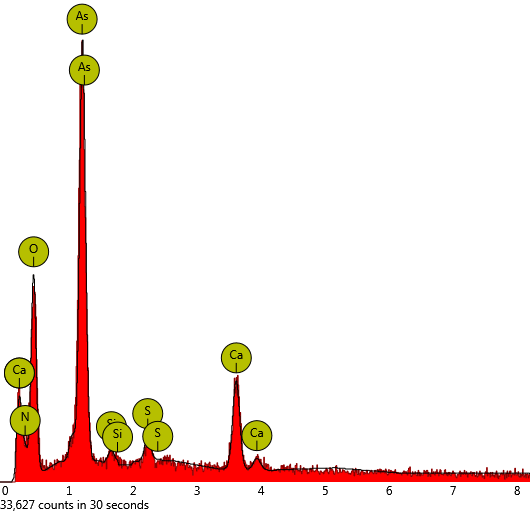 As
As
O
Ca
N
Si
Si
S
S
Ca
Ca
0 1 2 3 4 5 6 7 8
33,627 counts in 30 seconds